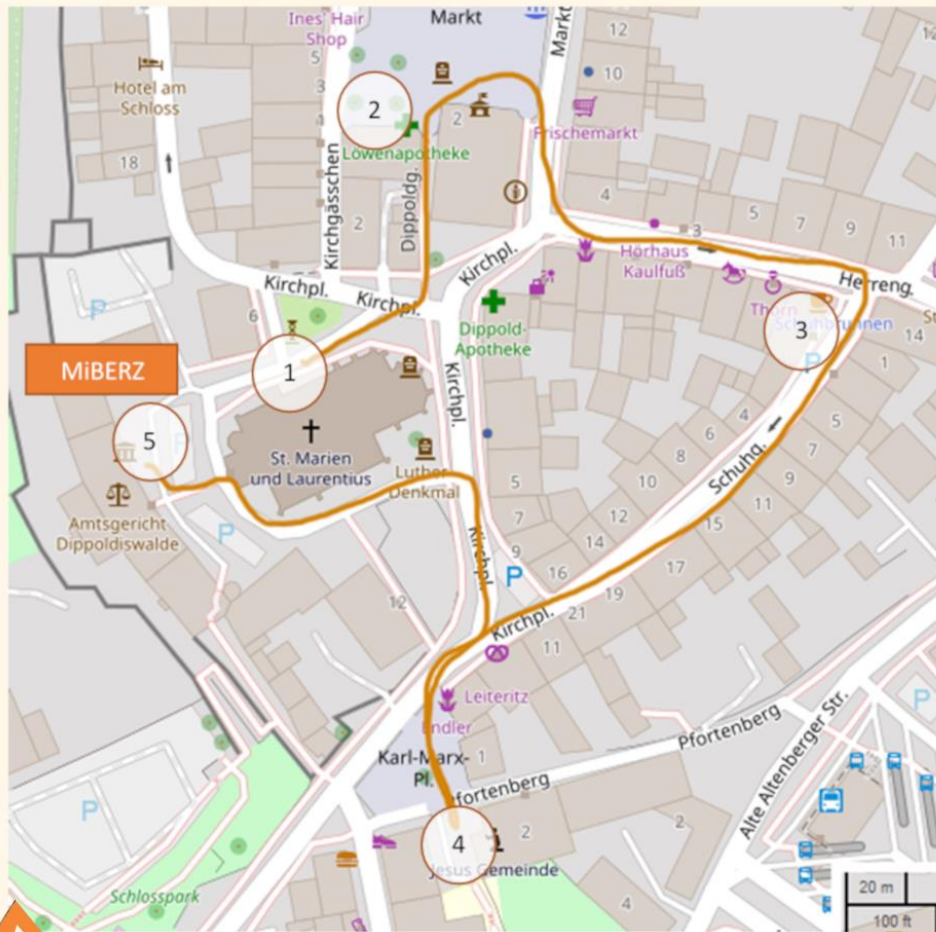 Markt
Ines' Hair
Shop
Markt
12
5
3
4
10
Hotel am
Schloss
2
2
Frischemarkt
Löwenapotheke
18
Kirchgässchen
Dippoldg.
2
4
5
7
9
11
3
Hörhaus
Kaulfuß
Kirchpl.
Kirchpl.
Kirchpl.
Herreng.
6
Dippold-
Apotheke
3
14
P
MiBERZ
1
Kirchpl.
P
1
5
St. Marien
und Laurentius
Luther
Denkmal
4
5
6
7
8
Schuhg.
9
10
11
5
Amtsgericht
Dippoldiswalde
P
P
7
12
15
14
9
Kirchpl.
P
16
17
19
21
12
Kirchpl.
11
Leiteritz
Endler
Karl-Marx-
Pl.
1
Pfortenberg
Pfortenberg
Alte Altenberger Str.
P
P
4
2
2
Jesus Gemeinde
Schlosspark
4
20 m
100 ft